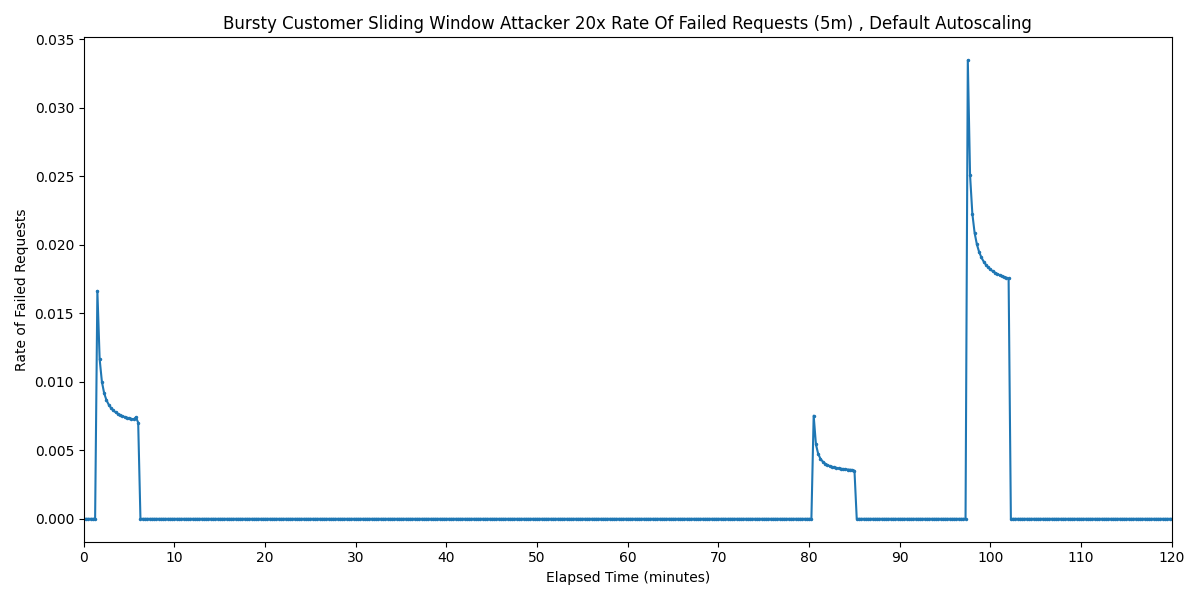 Bursty Customer Sliding Window Attacker 20x Rate Of Failed Requests (5m) , Default Autoscaling
0.035
0.030
0.025
0.020
0.015
0.010
0.005
0.000
Rate of Failed Requests
0 10 20 30 40 50 60 70 80 90 100 110 120
Elapsed Time (minutes)